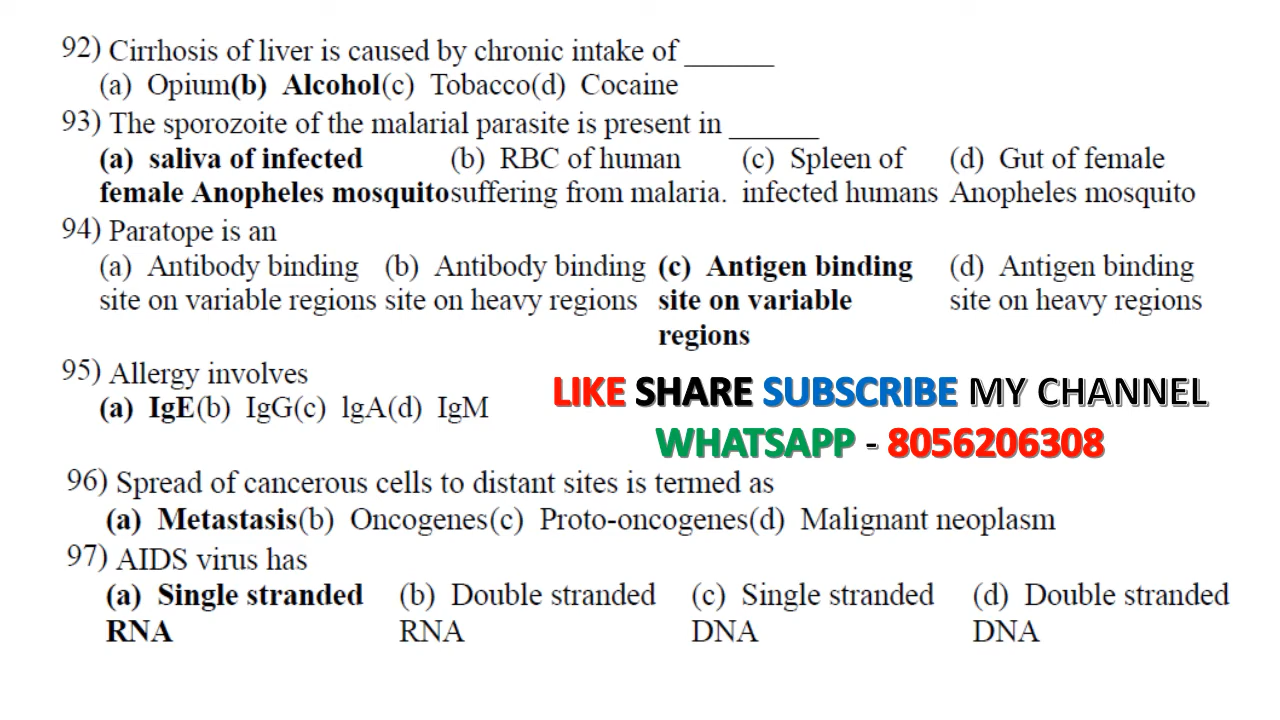 92) Cirrhosis of liver is caused by chronic intake of ______
(a) Opium(b) Alcohol(c) Tobacco(d) Cocaine
93) The sporozoite of the malarial parasite is present in ______
(a) saliva of infected (b) RBC of human (c) Spleen of (d) Gut of female
female Anopheles mosquitosuffering from malaria. infected humans Anopheles mosquito
94) Paratope is an
(a) Antibody binding (b) Antibody binding (c) Antigen binding (d) Antigen binding
site on variable regions site on heavy regions site on variable site on heavy regions
regions
95) Allergy involves
(a) IgE(b) IgG(c) lgA(d) IgM
LIKE SHARE SUBSCRIBE MY CHANNEL
WHATSAPP - 8056206308
96) Spread of cancerous cells to distant sites is termed as
(a) Metastasis(b) Oncogenes(c) Proto-oncogenes(d) Malignant neoplasm
97) AIDS virus has
(a) Single stranded (b) Double stranded (c) Single stranded (d) Double stranded
RNA RNA DNA DNA